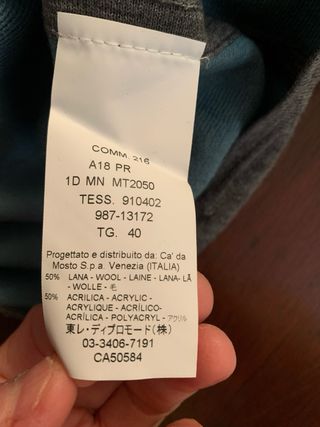 COMM. 216
A18 PR
1D MN MT2050
TESS. 910402
987-13172
TG. 40
Progettato e distribuito da: Ca' da
Mosto S.p.a. Venezia (ITALIA)
50% LANA - WOOL - LAINE - LANA- LÃ
- WOLLE - 毛
50% ACRILICA - ACRYLIC -
ACRYLIQUE - ACRÍLICO-
ACRÍLICA - POLYACRYL - アクリル
東レ・ディプロモード(株)
03-3406-7191
CA50584